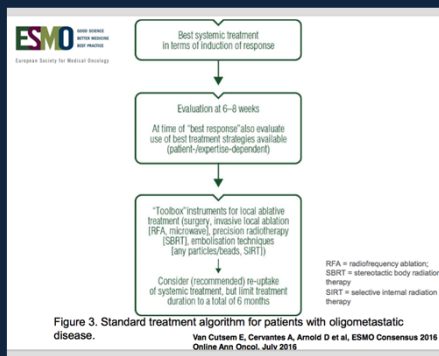 ESMO
GOOD SCIENCE
BETTER MEDICINE
BEST PRACTICE
European Society for Medical Oncology
Best systemic treatment
in terms of induction of response
Evaluation at 6–8 weeks
At time of "best response" also evaluate
use of best treatment strategies available
(patient-/expertise-dependent)
"Toolbox" instruments for local ablative
treatment (surgery, invasive local ablation
[RFA, microwave], precision radiotherapy
[SBRT], embolisation techniques
[any particles/beads, SIRT])
Consider (recommended) re-uptake
of systemic treatment, but limit treatment
duration to a total of 6 months
RFA = radiofrequency ablation;
SBRT = stereotactic body radiation
therapy
SIRT = selective internal radiation
therapy
Figure 3. Standard treatment algorithm for patients with oligometastatic
disease.
Van Cutsem E, Cervantes A, Arnold D et al, ESMO Consensus 2016
Online Ann Oncol. July 2016